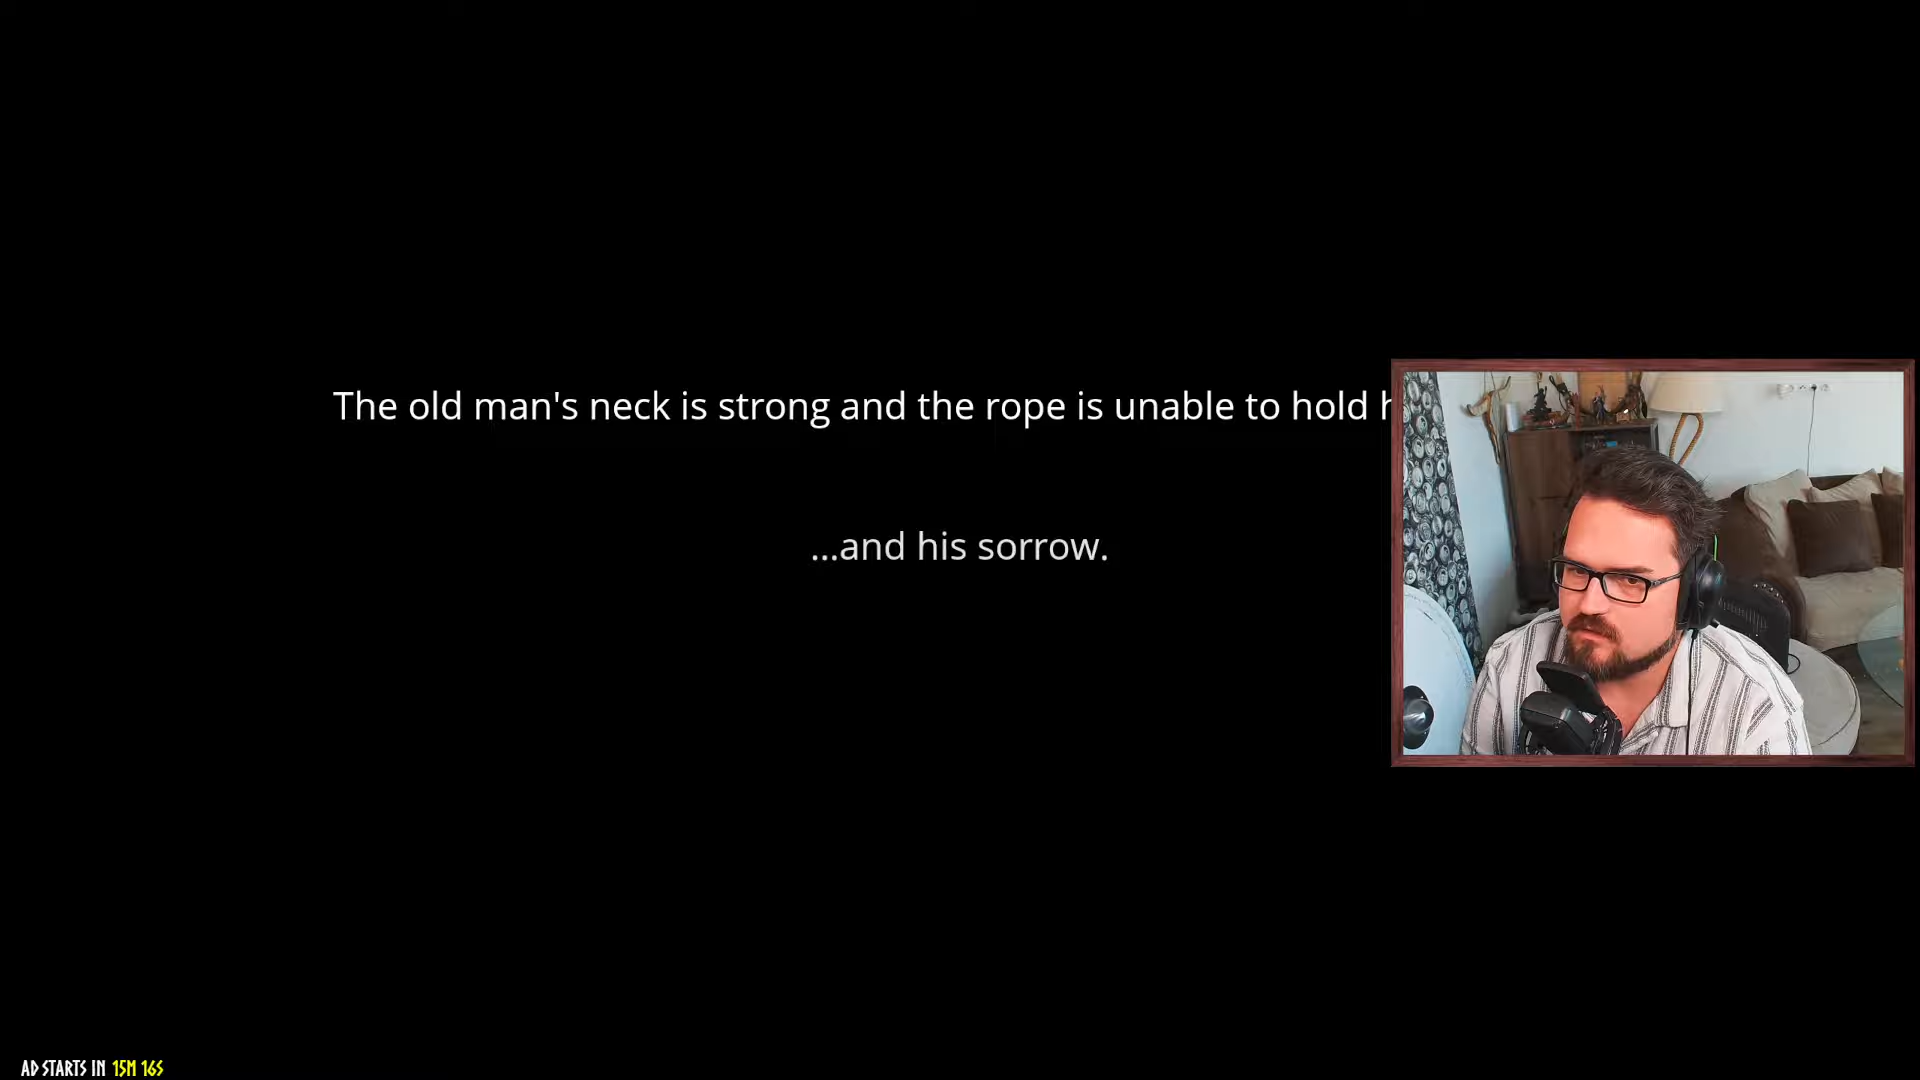 The old man's neck is strong and the rope is unable to hold
...and his sorrow.
AD STARTS IN 15M 16S